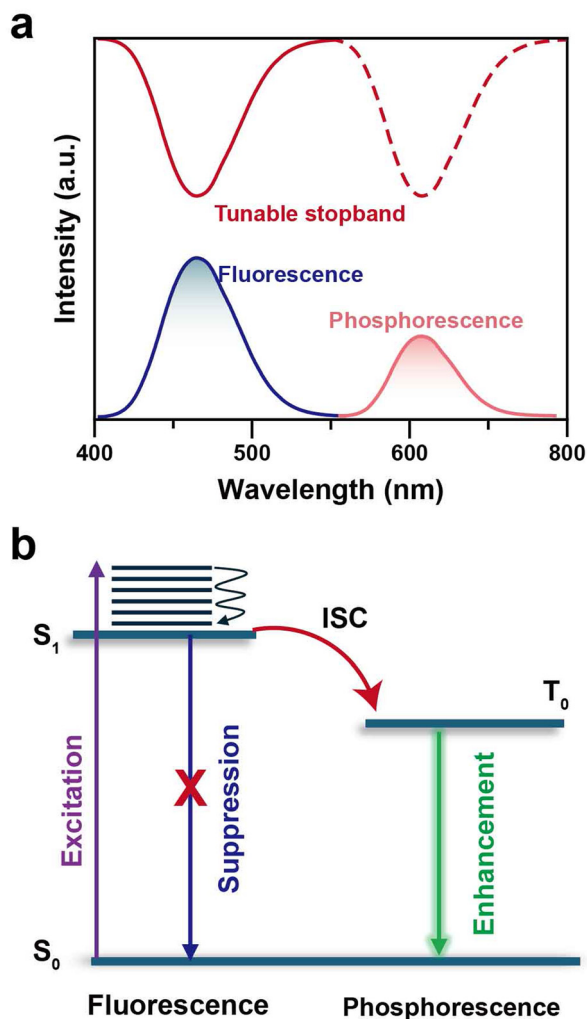 a
Intensity (a.u.)
Tunable stopband
Fluorescence
Phosphorescence
400
500
600
800
Wavelength (nm)
b
S1
ISC
T0
Excitation
Suppression
X
Enhancement
S0
Fluorescence
Phosphorescence